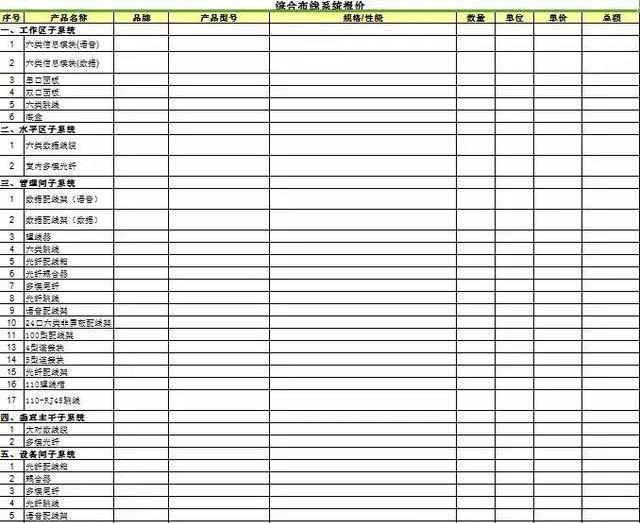 综合布线系统报价
序号 产品名称 品牌 产品型号 规格/性能 数量 单位 单价 总额
一、工作区子系统
1 六类信息模块(语音)
2 六类信息模块(数据)
3 单口面板
4 双口面板
5 六类跳线
6 底盒
二、水平区子系统
1 六类数据线缆
2 室内多模光纤
三、管理间子系统
1 数据配线架（语音）
2 数据配线架（数据）
3 理线器
4 六类跳线
5 光纤配线箱
6 光纤耦合器
7 多模尾纤
8 光纤跳线
9 语音配线架
10 24口六类非屏蔽配线架
11 100型配线架
13 4型连接块
14 5型连接块
15 光纤配线架
16 110理线槽
17 110-RJ45跳线
四、垂直主干子系统
1 大对数线缆
2 多模光纤
五、设备间子系统
1 光纤配线箱
2 耦合器
3 多模尾纤
4 光纤跳线
5 语音配线架